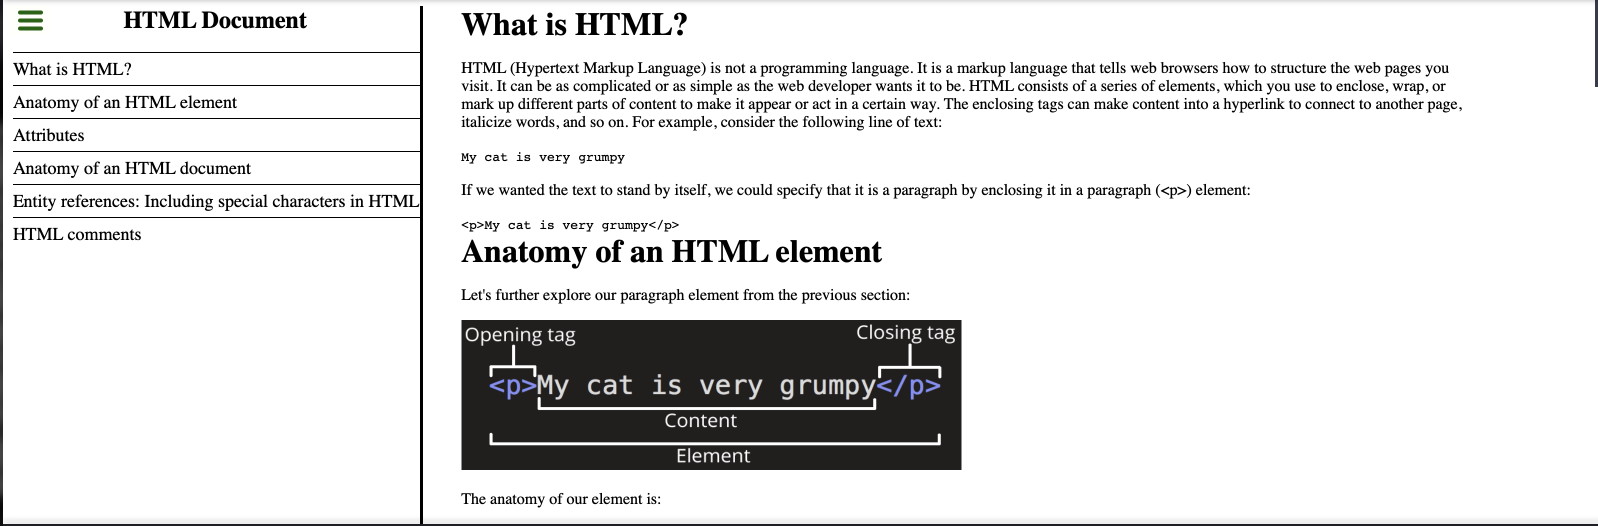 HTML Document
What is HTML?
Anatomy of an HTML element
Attributes
Anatomy of an HTML document
Entity references: Including special characters in HTML
HTML comments
What is HTML?
HTML (Hypertext Markup Language) is not a programming language. It is a markup language that tells web browsers how to structure the web pages you
visit. It can be as complicated or as simple as the web developer wants it to be. HTML consists of a series of elements, which you use to enclose, wrap, or
mark up different parts of content to make it appear or act in a certain way. The enclosing tags can make content into a hyperlink to connect to another page,
italicize words, and so on. For example, consider the following line of text:
My cat is very grumpy
If we wanted the text to stand by itself, we could specify that it is a paragraph by enclosing it in a paragraph (<p>) element:
<p>My cat is very grumpy</p>
Anatomy of an HTML element
Let's further explore our paragraph element from the previous section:
Opening tag
Closing tag
<p>My cat is very grumpy</p>
Content
Element
The anatomy of our element is: